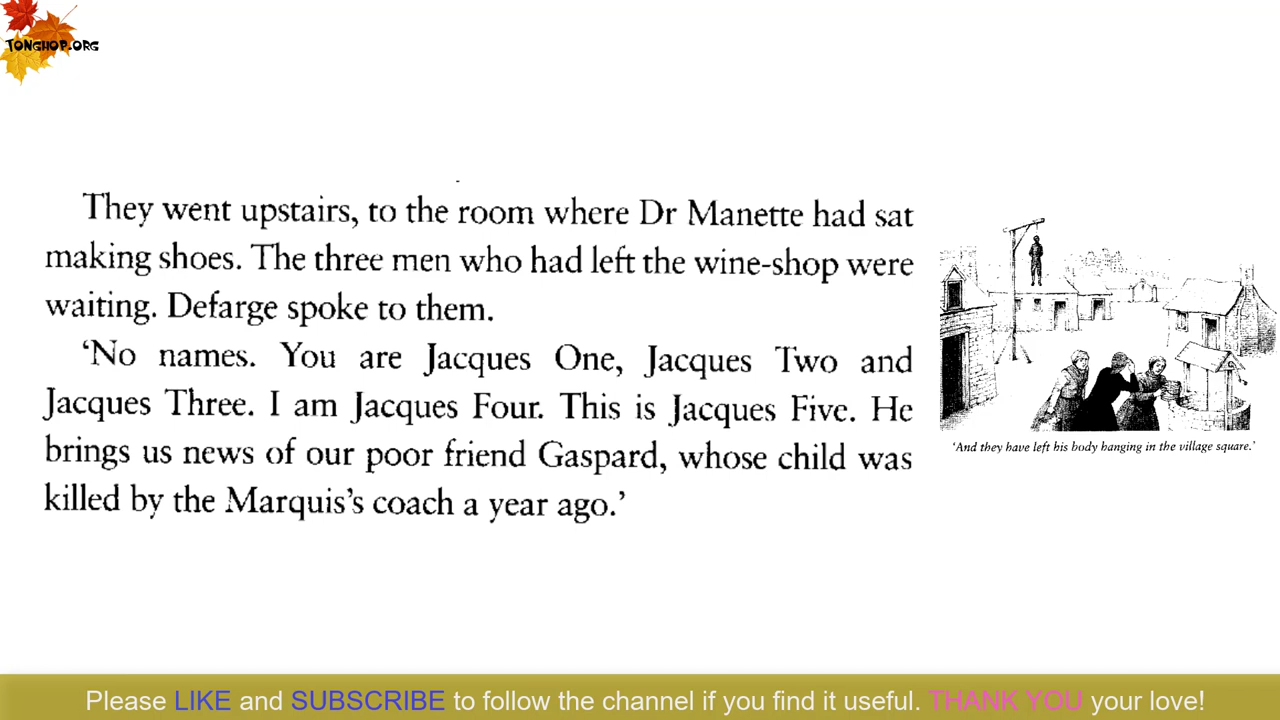 TONGHOP.ORG
They went upstairs, to the room where Dr Manette had sat
making shoes. The three men who had left the wine-shop were
waiting. Defarge spoke to them.
‘No names. You are Jacques One, Jacques Two and
Jacques Three. I am Jacques Four. This is Jacques Five. He
brings us news of our poor friend Gaspard, whose child was
killed by the Marquis’s coach a year ago.’
‘And they have left his body hanging in the village square.’
Please LIKE and SUBSCRIBE to follow the channel if you find it useful. THANK YOU your love!